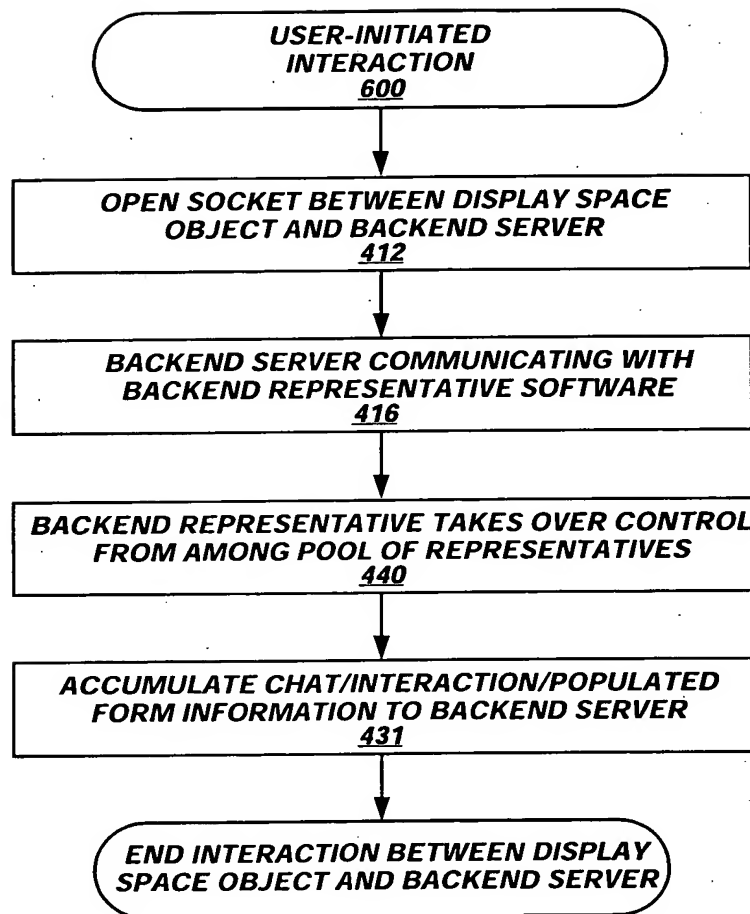 USER-INITIATED
INTERACTION
600
OPEN SOCKET BETWEEN DISPLAY SPACE
OBJECT AND BACKEND SERVER
412
BACKEND SERVER COMMUNICATING WITH
BACKEND REPRESENTATIVE SOFTWARE
416
BACKEND REPRESENTATIVE TAKES OVER CONTROL
FROM AMONG POOL OF REPRESENTATIVES
440
ACCUMULATE CHAT/INTERACTION/POPULATED
FORM INFORMATION TO BACKEND SERVER
431
END INTERACTION BETWEEN DISPLAY
SPACE OBJECT AND BACKEND SERVER